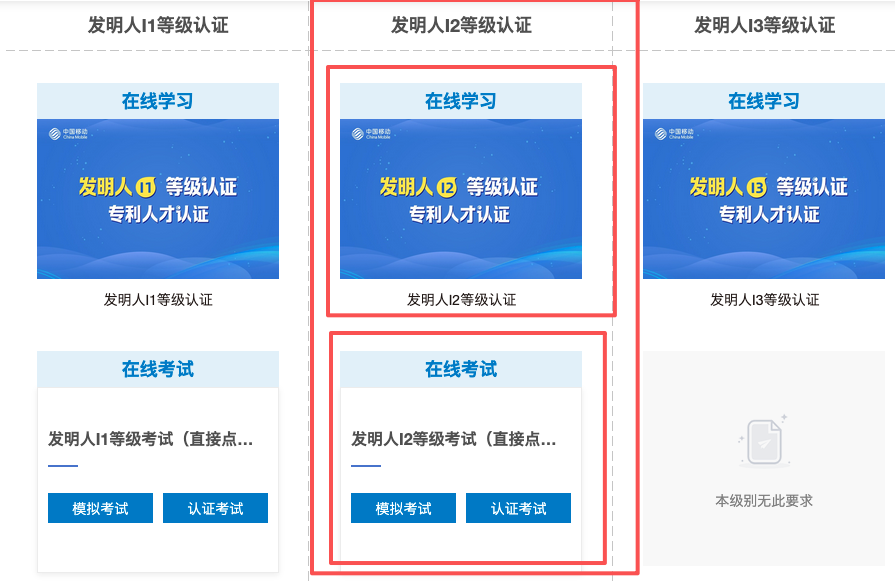 发明人I1等级认证
发明人I2等级认证
发明人I3等级认证
在线学习
在线学习
在线学习
中国移动
China Mobile
中国移动
China Mobile
中国移动
China Mobile
发明人 I1 等级认证
专利人才认证
发明人 I2 等级认证
专利人才认证
发明人 I3 等级认证
专利人才认证
发明人I1等级认证
发明人I2等级认证
发明人I3等级认证
在线考试
在线考试
发明人I1等级考试（直接点...
发明人I2等级考试（直接点...
模拟考试
认证考试
模拟考试
认证考试
本级别无此要求